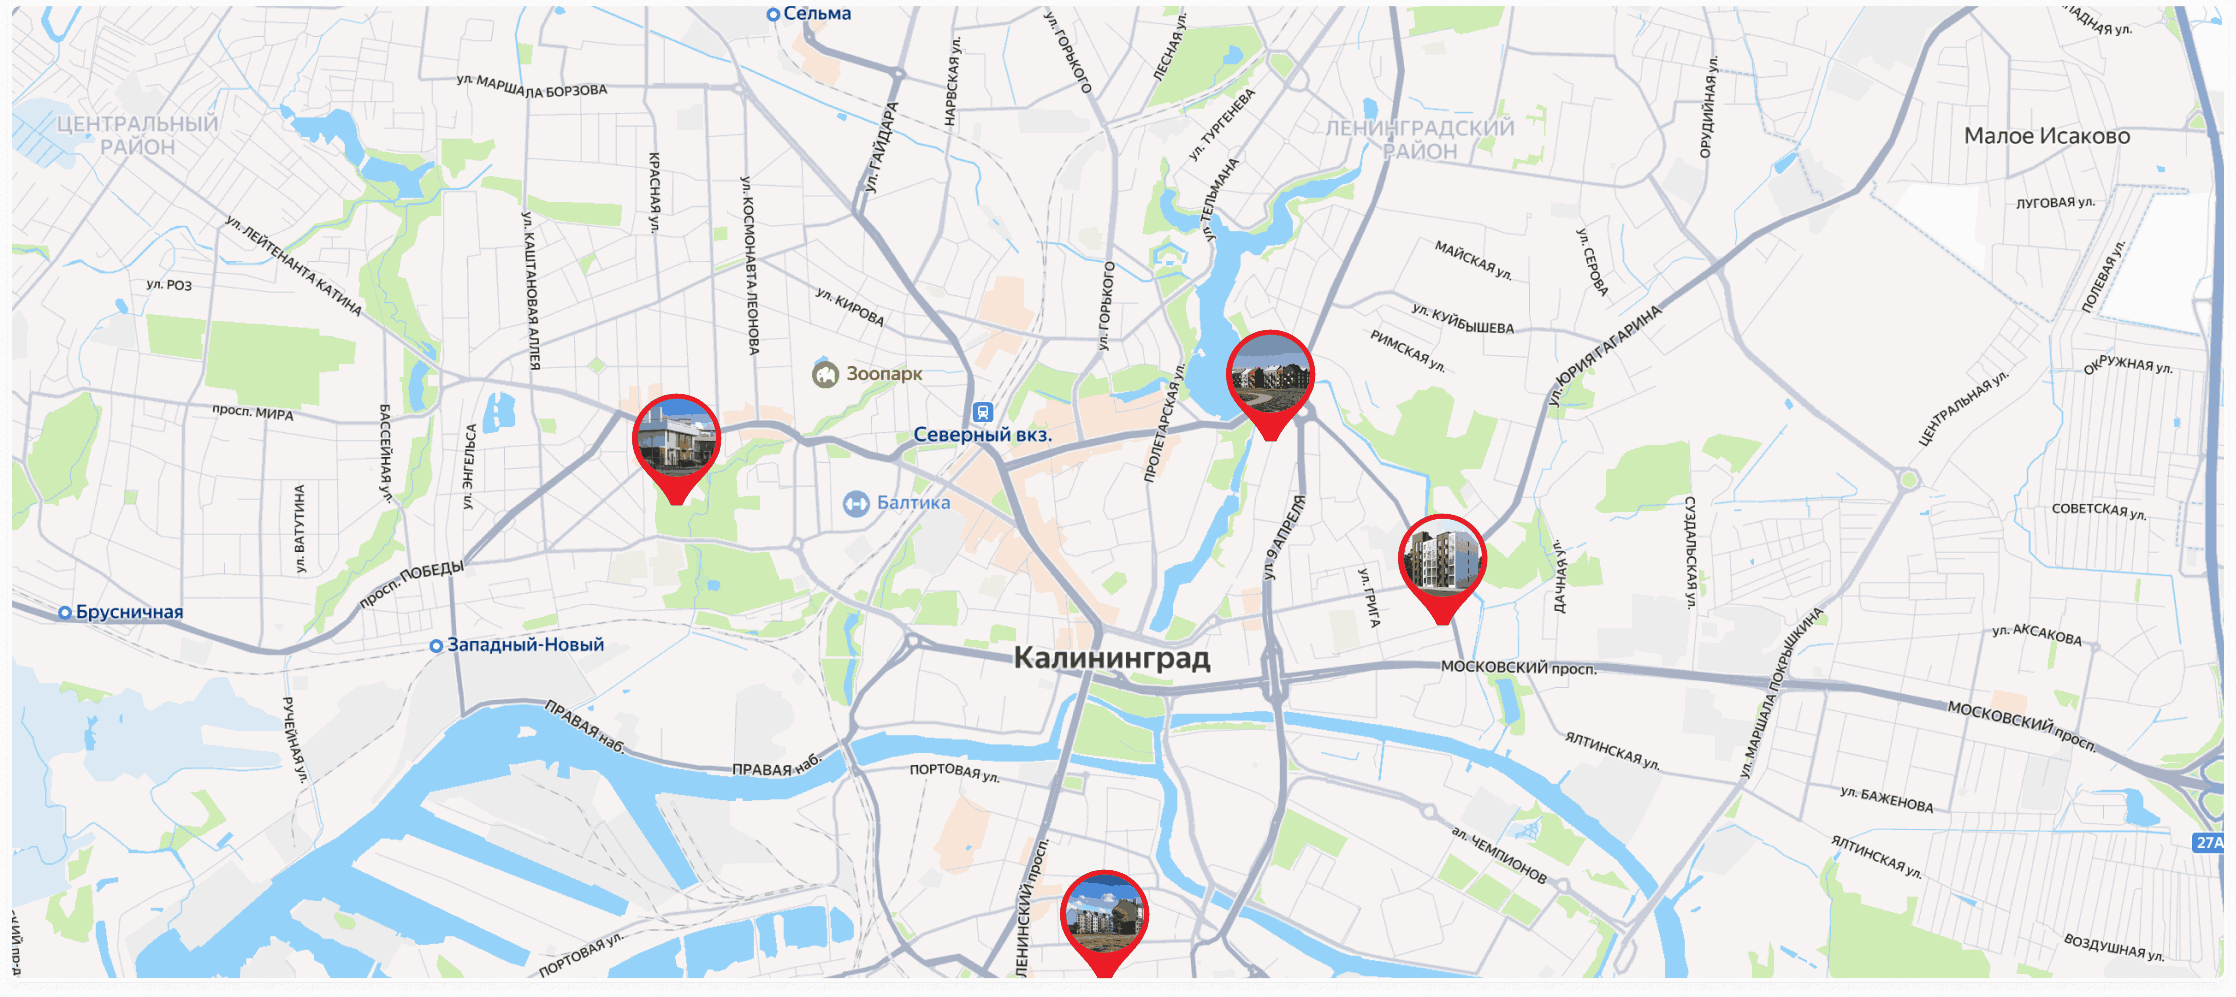 Сельма
ул. МАРШАЛА БОРЗОВА
ЦЕНТРАЛЬНЫЙ
РАЙОН
КРАСНАЯ ул.
ул. ГАЙДАРА
НАРВСКАЯ ул.
ул. ГОРЬКОГО
ЛЕСНАЯ ул.
ул. ТУРГЕНЕВА
ул. ТЕЛЬМАНА
ЛЕНИНГРАДСКИЙ
РАЙОН
ОРУДИЙНАЯ ул.
ПАДНАЯ ул.
Малое Исаково
ЛУГОВАЯ ул.
ПОЛЕВАЯ ул.
ул. ЛЕЙТЕНАНТА КАТИНА
ул. РОЗ
ул. КАШТАНОВАЯ АЛЛЕЯ
ул. КОСМОНАВТА ЛЕОНОВА
ул. КИРОВА
ул. ГОРЬКОГО
МАЙСКАЯ ул.
ул. СЕРОВА
ул. КУЙБЫШЕВА
РИМСКАЯ ул.
ул. ЮРИЯ ГАГАРИНА
ОКРУЖНАЯ ул.
ЦЕНТРАЛЬНАЯ ул.
Зоопарк
просп. МИРА
БАССЕЙНАЯ ул.
ул. ЭНГЕЛЬСА
ул. ВАТУТИНА
Северный вкз.
ПРОЛЕТАРСКАЯ ул.
Балтика
ул. 9 АПРЕЛЯ
СУЗДАЛЬСКАЯ ул.
СОВЕТСКАЯ ул.
ДАЧНАЯ ул.
ул. ГРИГА
просп. ПОБЕДЫ
Брусничная
Западный-Новый
Калининград
МОСКОВСКИЙ просп.
ул. МАРШАЛА ПОКРЫШКИНА
ул. АКСАКОВА
МОСКОВСКИЙ просп.
РУЧЕЙНАЯ ул.
ПРАВАЯ наб.
ПРАВАЯ наб.
ПОРТОВАЯ ул.
ЯЛТИНСКАЯ ул.
ул. БАЖЕНОВА
ЯЛТИНСКАЯ ул.
27А
ал. ЧЕМПИОНОВ
ЛЕНИНСКИЙ просп.
ПОРТОВАЯ ул.
ВОЗДУШНАЯ ул.